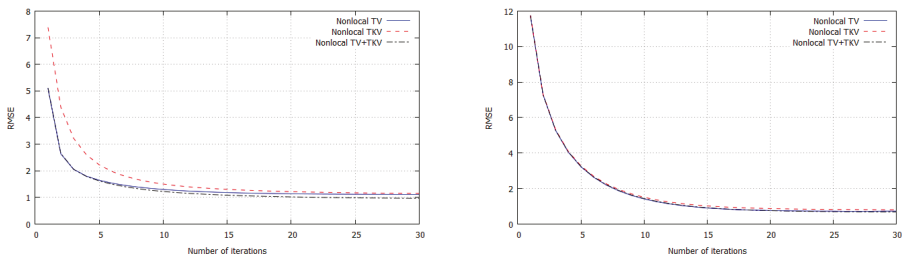 8
7
6
5
4
3
2
1
0
RMSE
0 5 10 15 20 25 30
Number of iterations
Nonlocal TV
Nonlocal TKV
Nonlocal TV+TKV
12
10
8
6
4
2
0
RMSE
0 5 10 15 20 25 30
Number of iterations
Nonlocal TV
Nonlocal TKV
Nonlocal TV+TKV